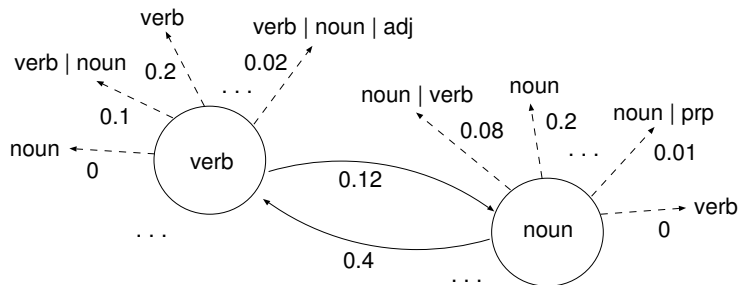 verb
verb | noun | adj
verb | noun
0.2
. . .
0.02
0.1
noun
0
verb
. . .
noun | verb
noun
noun | prp
0.08
0.2
. . .
0.01
verb
0
noun
0.12
0.4
. . .